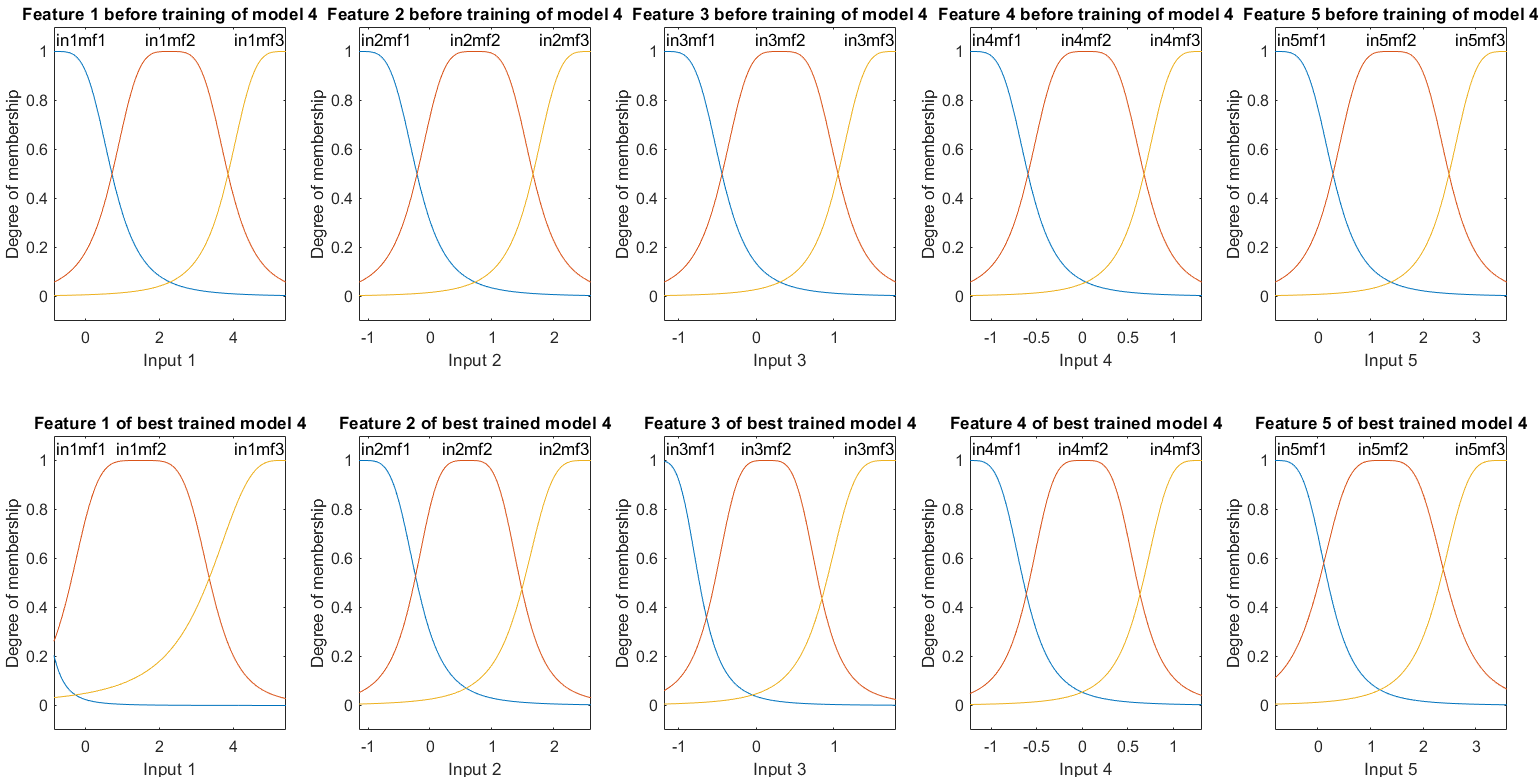 Feature 1 before training of model 4 Feature 2 before training of model 4 Feature 3 before training of model 4 Feature 4 before training of model 4 Feature 5 before training of model 4
in1mf1 in1mf2 in1mf3 in2mf1 in2mf2 in2mf3 in3mf1 in3mf2 in3mf3 in4mf1 in4mf2 in4mf3 in5mf1 in5mf2 in5mf3
1 1 1 1 1
0.8 0.8 0.8 0.8 0.8
0.6 0.6 0.6 0.6 0.6
0.4 0.4 0.4 0.4 0.4
0.2 0.2 0.2 0.2 0.2
0 0 0 0 0
Degree of membership Degree of membership Degree of membership Degree of membership Degree of membership
0 2 4 -1 0 1 2 -1 0 1 -1 -0.5 0 0.5 1 0 1 2 3
Input 1 Input 2 Input 3 Input 4 Input 5
Feature 1 of best trained model 4 Feature 2 of best trained model 4 Feature 3 of best trained model 4 Feature 4 of best trained model 4 Feature 5 of best trained model 4
in1mf1 in1mf2 in1mf3 in2mf1 in2mf2 in2mf3 in3mf1 in3mf2 in3mf3 in4mf1 in4mf2 in4mf3 in5mf1 in5mf2 in5mf3
1 1 1 1 1
0.8 0.8 0.8 0.8 0.8
0.6 0.6 0.6 0.6 0.6
0.4 0.4 0.4 0.4 0.4
0.2 0.2 0.2 0.2 0.2
0 0 0 0 0
Degree of membership Degree of membership Degree of membership Degree of membership Degree of membership
0 2 4 -1 0 1 2 -1 0 1 -1 -0.5 0 0.5 1 0 1 2 3
Input 1 Input 2 Input 3 Input 4 Input 5